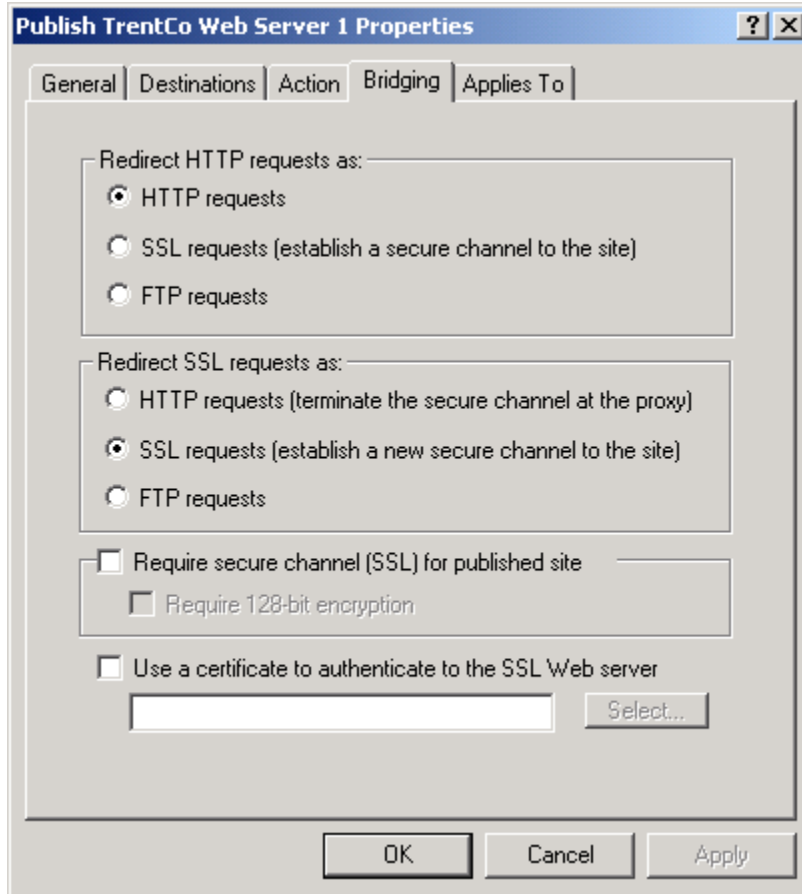 Publish TrentCo Web Server 1 Properties
General Destinations Action Bridging Applies To
Redirect HTTP requests as:
HTTP requests
SSL requests (establish a secure channel to the site)
FTP requests
Redirect SSL requests as:
HTTP requests (terminate the secure channel at the proxy)
SSL requests (establish a new secure channel to the site)
FTP requests
Require secure channel (SSL) for published site
Require 128-bit encryption
Use a certificate to authenticate to the SSL Web server
Select...
OK Cancel Apply